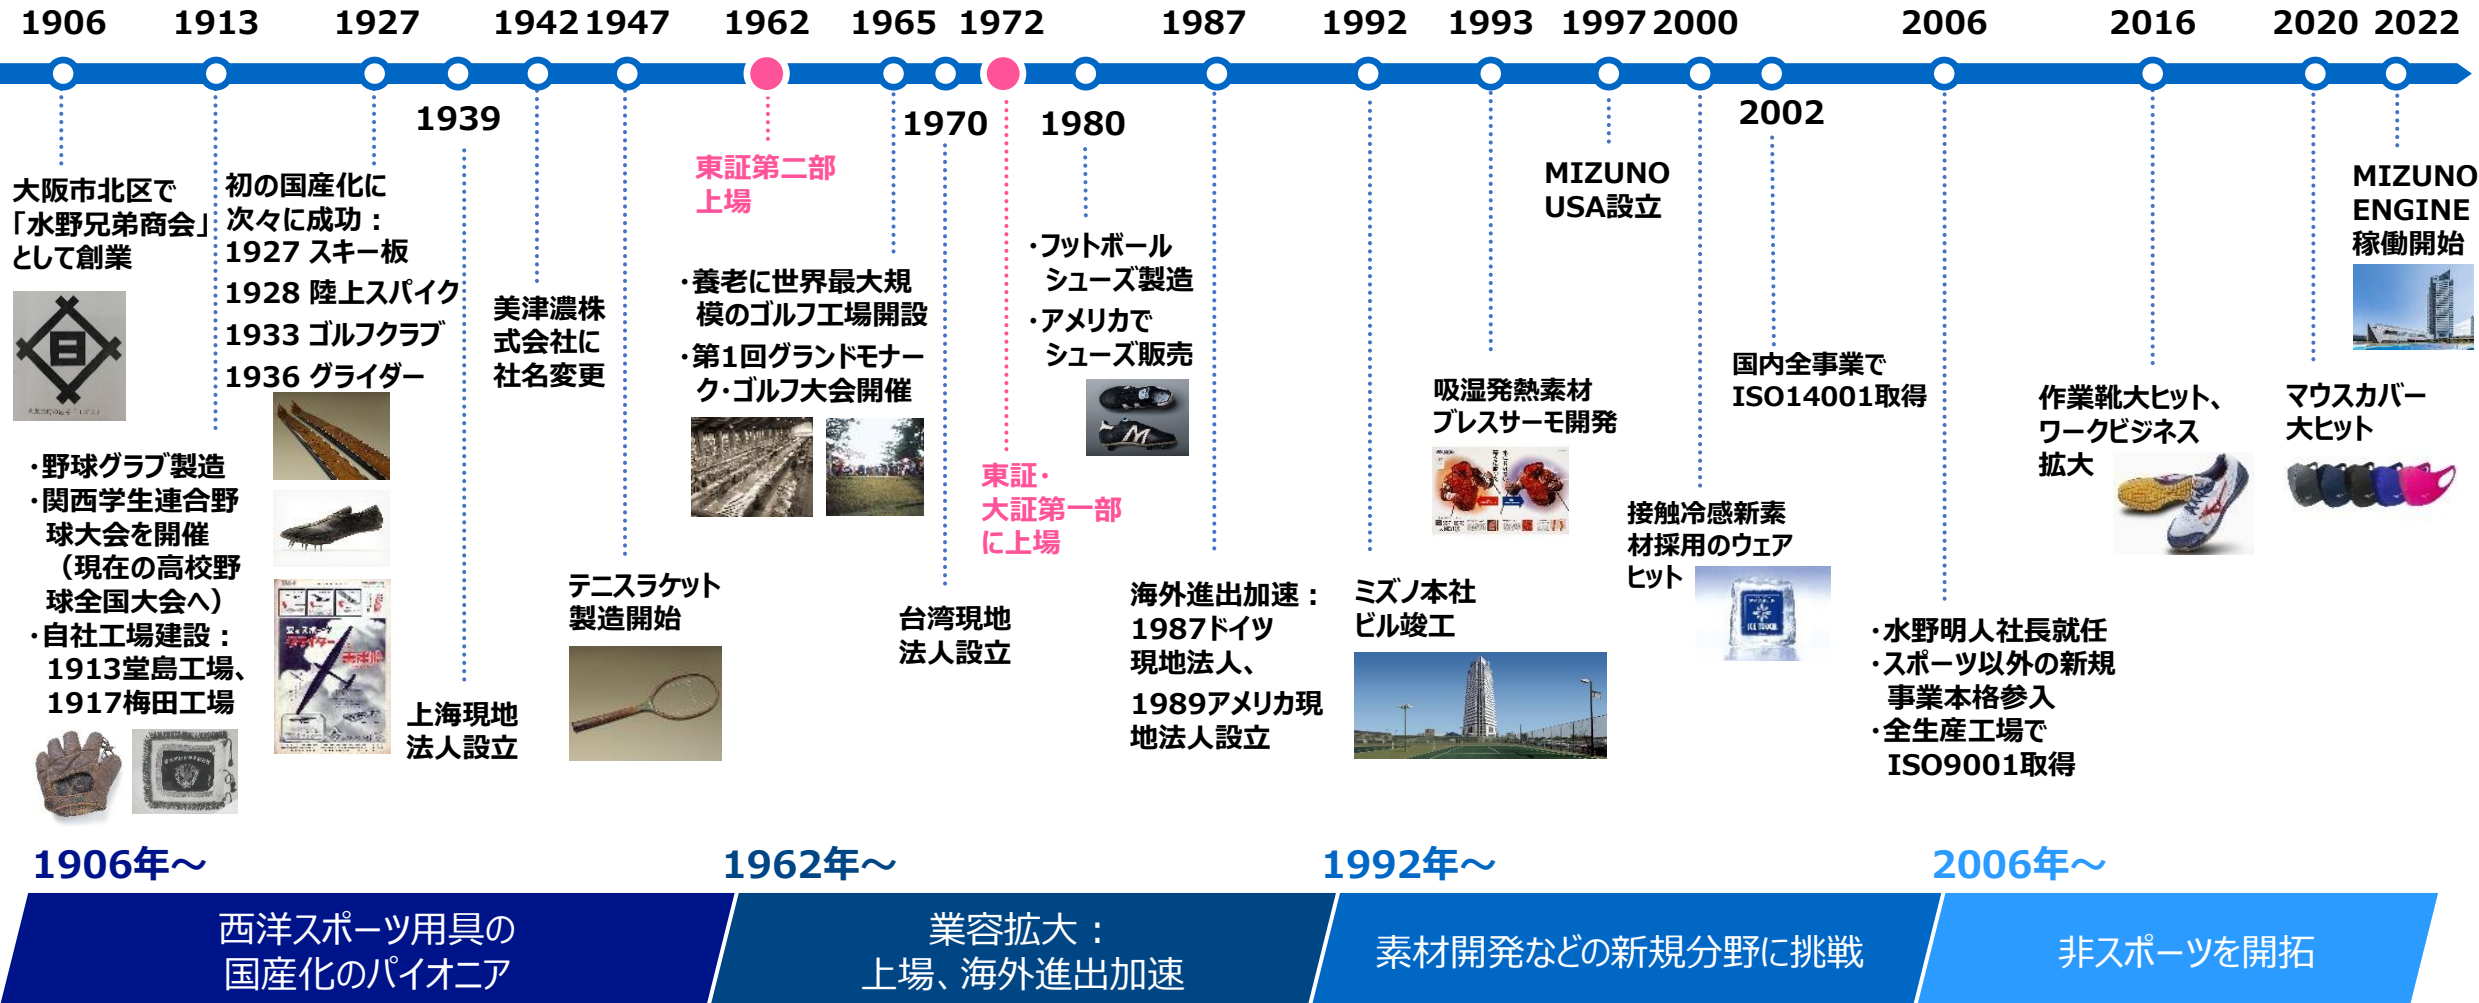 1906
1913
1927
1942
1947
1962
1965
1972
1987
1992
1993
1997
2000
2006
2016
2020
2022
1939
1970
1980
2002
大阪市北区で
「水野兄弟商会」
として創業
・野球グラブ製造
・関西学生連合野
球大会を開催
（現在の高校野
球全国大会へ）
・自社工場建設：
1913堂島工場、
1917梅田工場
初の国産化に
次々に成功：
1927 スキー板
1928 陸上スパイク
1933 ゴルフクラブ
1936 グライダー
上海現地
法人設立
美津濃株
式会社に
社名変更
テニスラケット
製造開始
東証第二部
上場
・養老に世界最大規
模のゴルフ工場開設
・第1回グランドモナー
ク・ゴルフ大会開催
台湾現地
法人設立
東証・
大証第一部
に上場
・フットボール
シューズ製造
・アメリカで
シューズ販売
海外進出加速：
1987ドイツ
現地法人、
1989アメリカ現
地法人設立
ミズノ本社
ビル竣工
吸湿発熱素材
ブレスサーモ開発
MIZUNO
USA設立
接触冷感新素
材採用のウェア
ヒット
ICE TOUCH
国内全事業で
ISO14001取得
・水野明人社長就任
・スポーツ以外の新規
事業本格参入
・全生産工場で
ISO9001取得
作業靴大ヒット、
ワークビジネス
拡大
マウスカバー
大ヒット
MIZUNO
ENGINE
稼働開始
1906年～
西洋スポーツ用具の
国産化のパイオニア
1962年～
業容拡大：
上場、海外進出加速
1992年～
素材開発などの新規分野に挑戦
2006年～
非スポーツを開拓